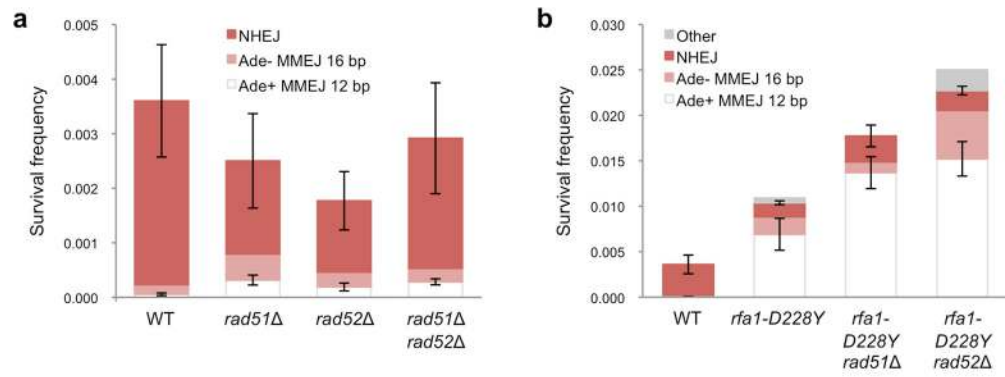 a
Survival frequency
0.005
0.004
0.003
0.002
0.001
0.000
NHEJ
Ade- MMEJ 16 bp
Ade+ MMEJ 12 bp
WT
rad51Δ
rad52Δ
rad51Δ
rad52Δ
b
Survival frequency
0.030
0.025
0.020
0.015
0.010
0.005
0.000
Other
NHEJ
Ade- MMEJ 16 bp
Ade+ MMEJ 12 bp
WT
rfa1-D228Y
rfa1-
D228Y
rad51Δ
rfa1-
D228Y
rad52Δ